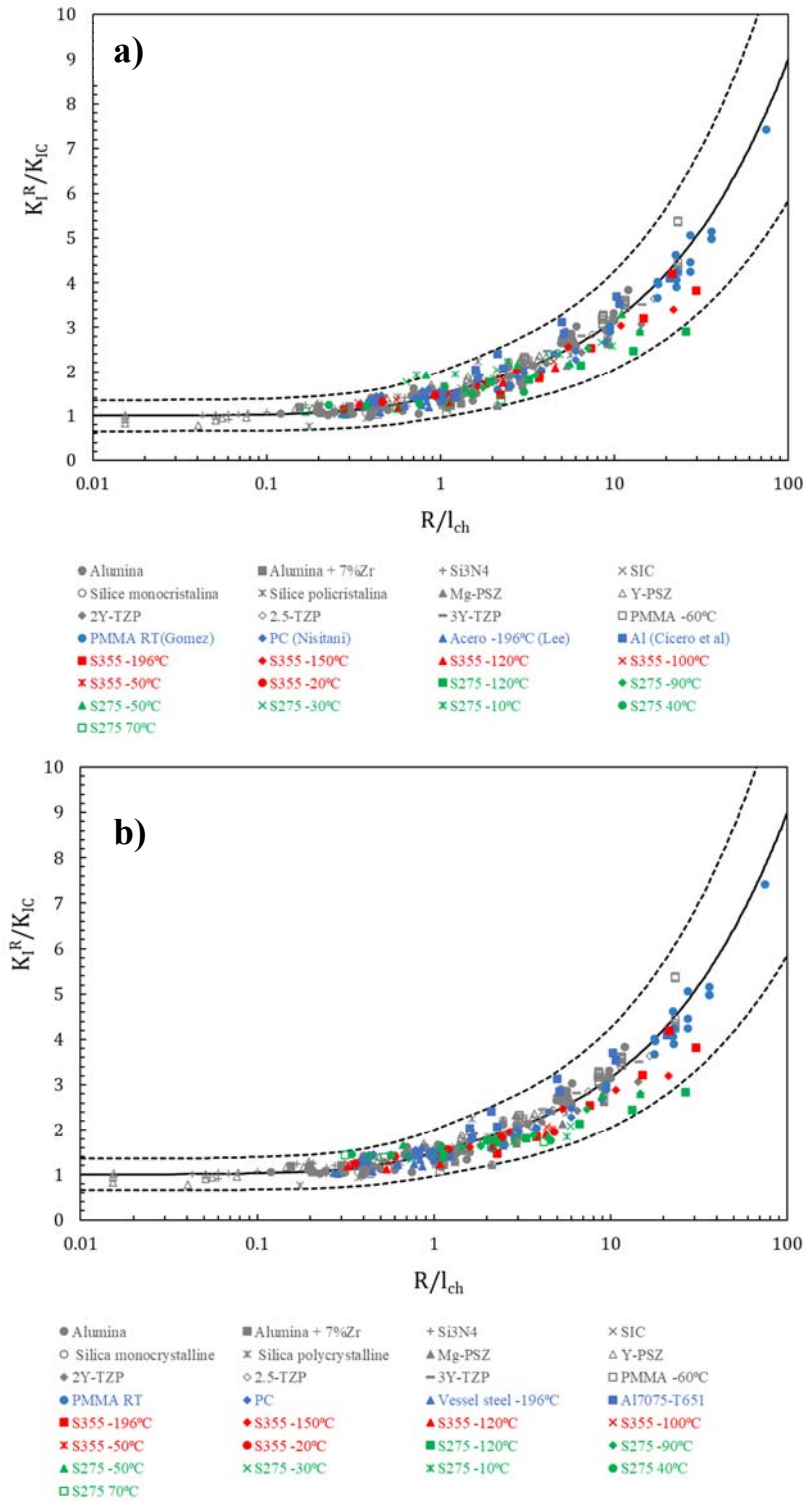 a)
10
9
8
7
6
5
4
3
2
1
0
K_I^R/K_IC
0.01 0.1 1 10 100
R/l_ch
Alumina Alumina + 7%Zr Si3N4 SIC
Sílice monocristalina Sílice policristalina Mg-PSZ Y-PSZ
2Y-TZP 2.5-TZP 3Y-TZP PMMA -60ºC
PMMA RT(Gomez) PC (Nisitani) Acero -196ºC (Lee) Al (Cicero et al)
S355 -196ºC S355 -150ºC S355 -120ºC S355 -100ºC
S355 -50ºC S355 -20ºC S275 -120ºC S275 -90ºC
S275 -50ºC S275 -30ºC S275 -10ºC S275 40ºC
S275 70ºC
b)
10
9
8
7
6
5
4
3
2
1
0
K_I^R/K_IC
0.01 0.1 1 10 100
R/l_ch
Alumina Alumina + 7%Zr Si3N4 SIC
Silica monocrystalline Silica polycrystalline Mg-PSZ Y-PSZ
2Y-TZP 2.5-TZP 3Y-TZP PMMA -60ºC
PMMA RT PC Vessel steel -196ºC Al7075-T651
S355 -196ºC S355 -150ºC S355 -120ºC S355 -100ºC
S355 -50ºC S355 -20ºC S275 -120ºC S275 -90ºC
S275 -50ºC S275 -30ºC S275 -10ºC S275 40ºC
S275 70ºC